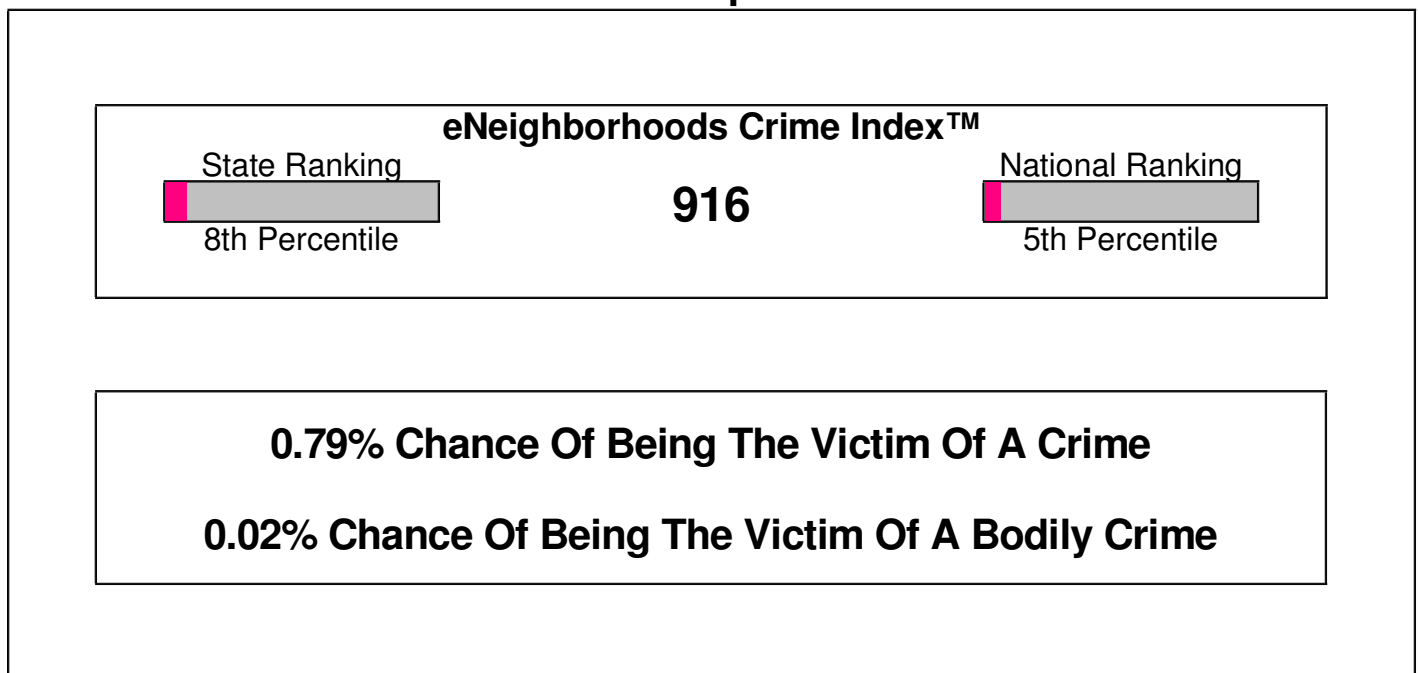 eNeighborhoods Crime Index™
State Ranking
8th Percentile
916
National Ranking
5th Percentile
0.79% Chance Of Being The Victim Of A Crime
0.02% Chance Of Being The Victim Of A Bodily Crime